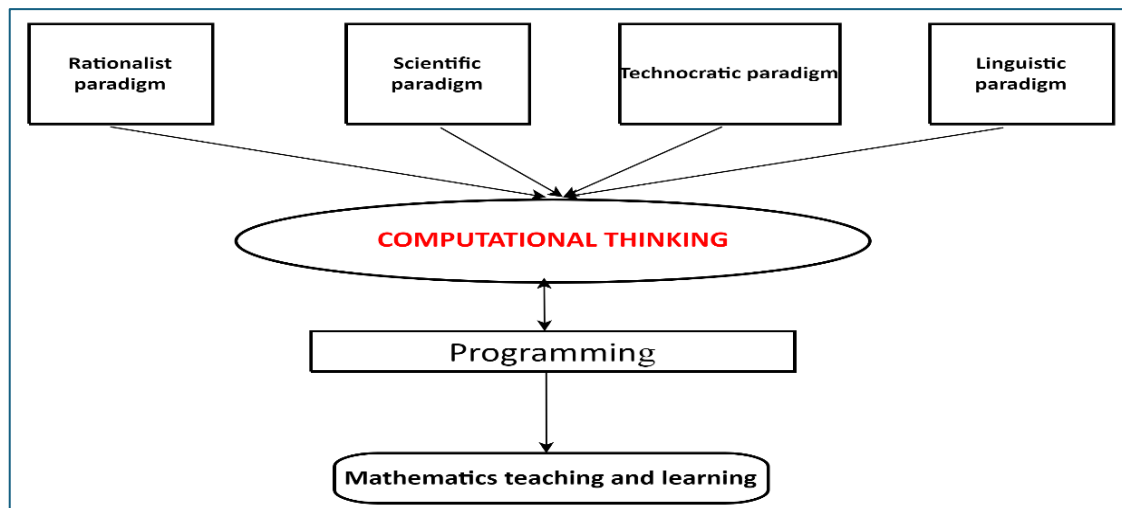 Rationalist
paradigm
Scientific
paradigm
Technocratic paradigm
Linguistic
paradigm
COMPUTATIONAL THINKING
Programming
Mathematics teaching and learning